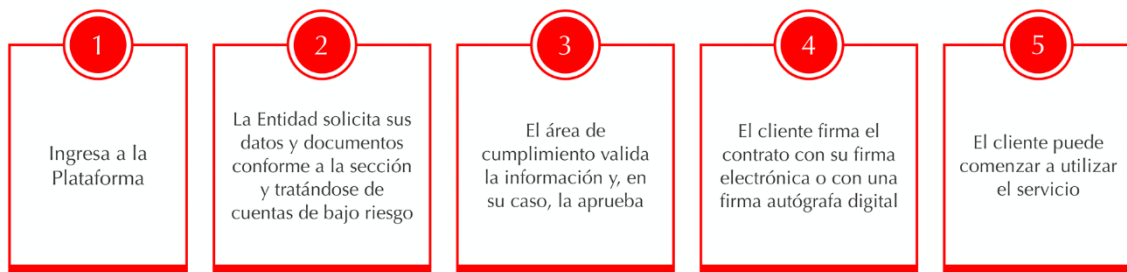 1
Ingresa a la
Plataforma
2
La Entidad solicita sus
datos y documentos
conforme a la sección
y tratándose de
cuentas de bajo riesgo
3
El área de
cumplimiento valida
la información y, en
su caso, la aprueba
4
El cliente firma el
contrato con su firma
electrónica o con una
firma autógrafa digital
5
El cliente puede
comenzar a utilizar
el servicio